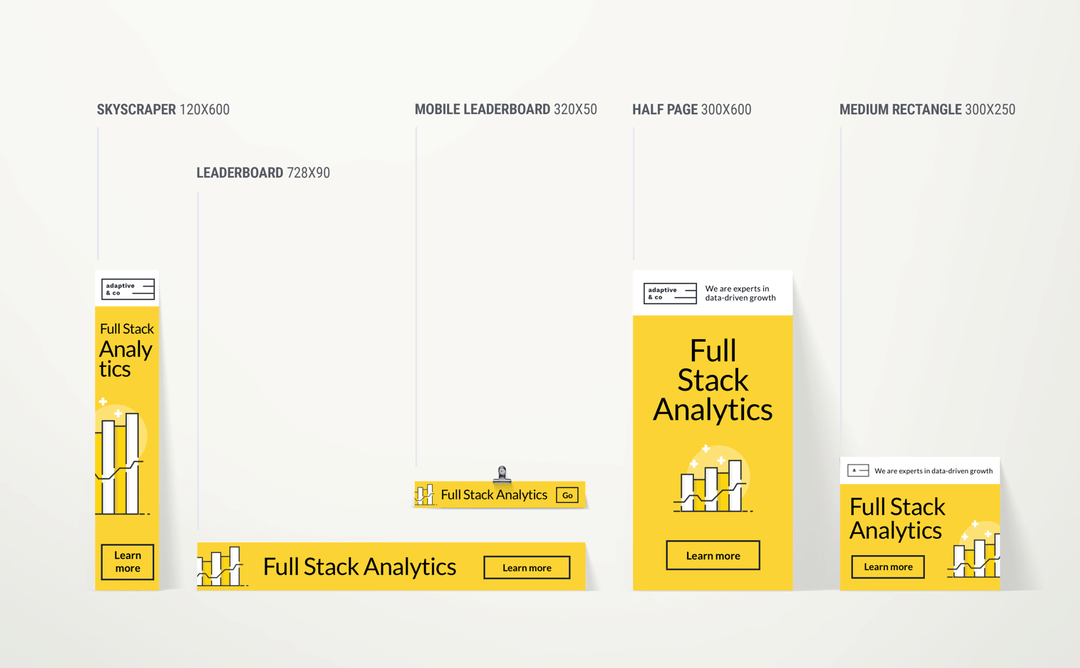 SKYSCRAPER 120X600
MOBILE LEADERBOARD 320X50
HALF PAGE 300X600
MEDIUM RECTANGLE 300X250
LEADERBOARD 728X90
adaptive
& co
Full Stack
Analy
tics
Learn
more
Full Stack Analytics
Learn more
Full Stack Analytics
Go
adaptive
& co
We are experts in
data-driven growth
Full
Stack
Analytics
Learn more
a
We are experts in data-driven growth
Full Stack
Analytics
Learn more